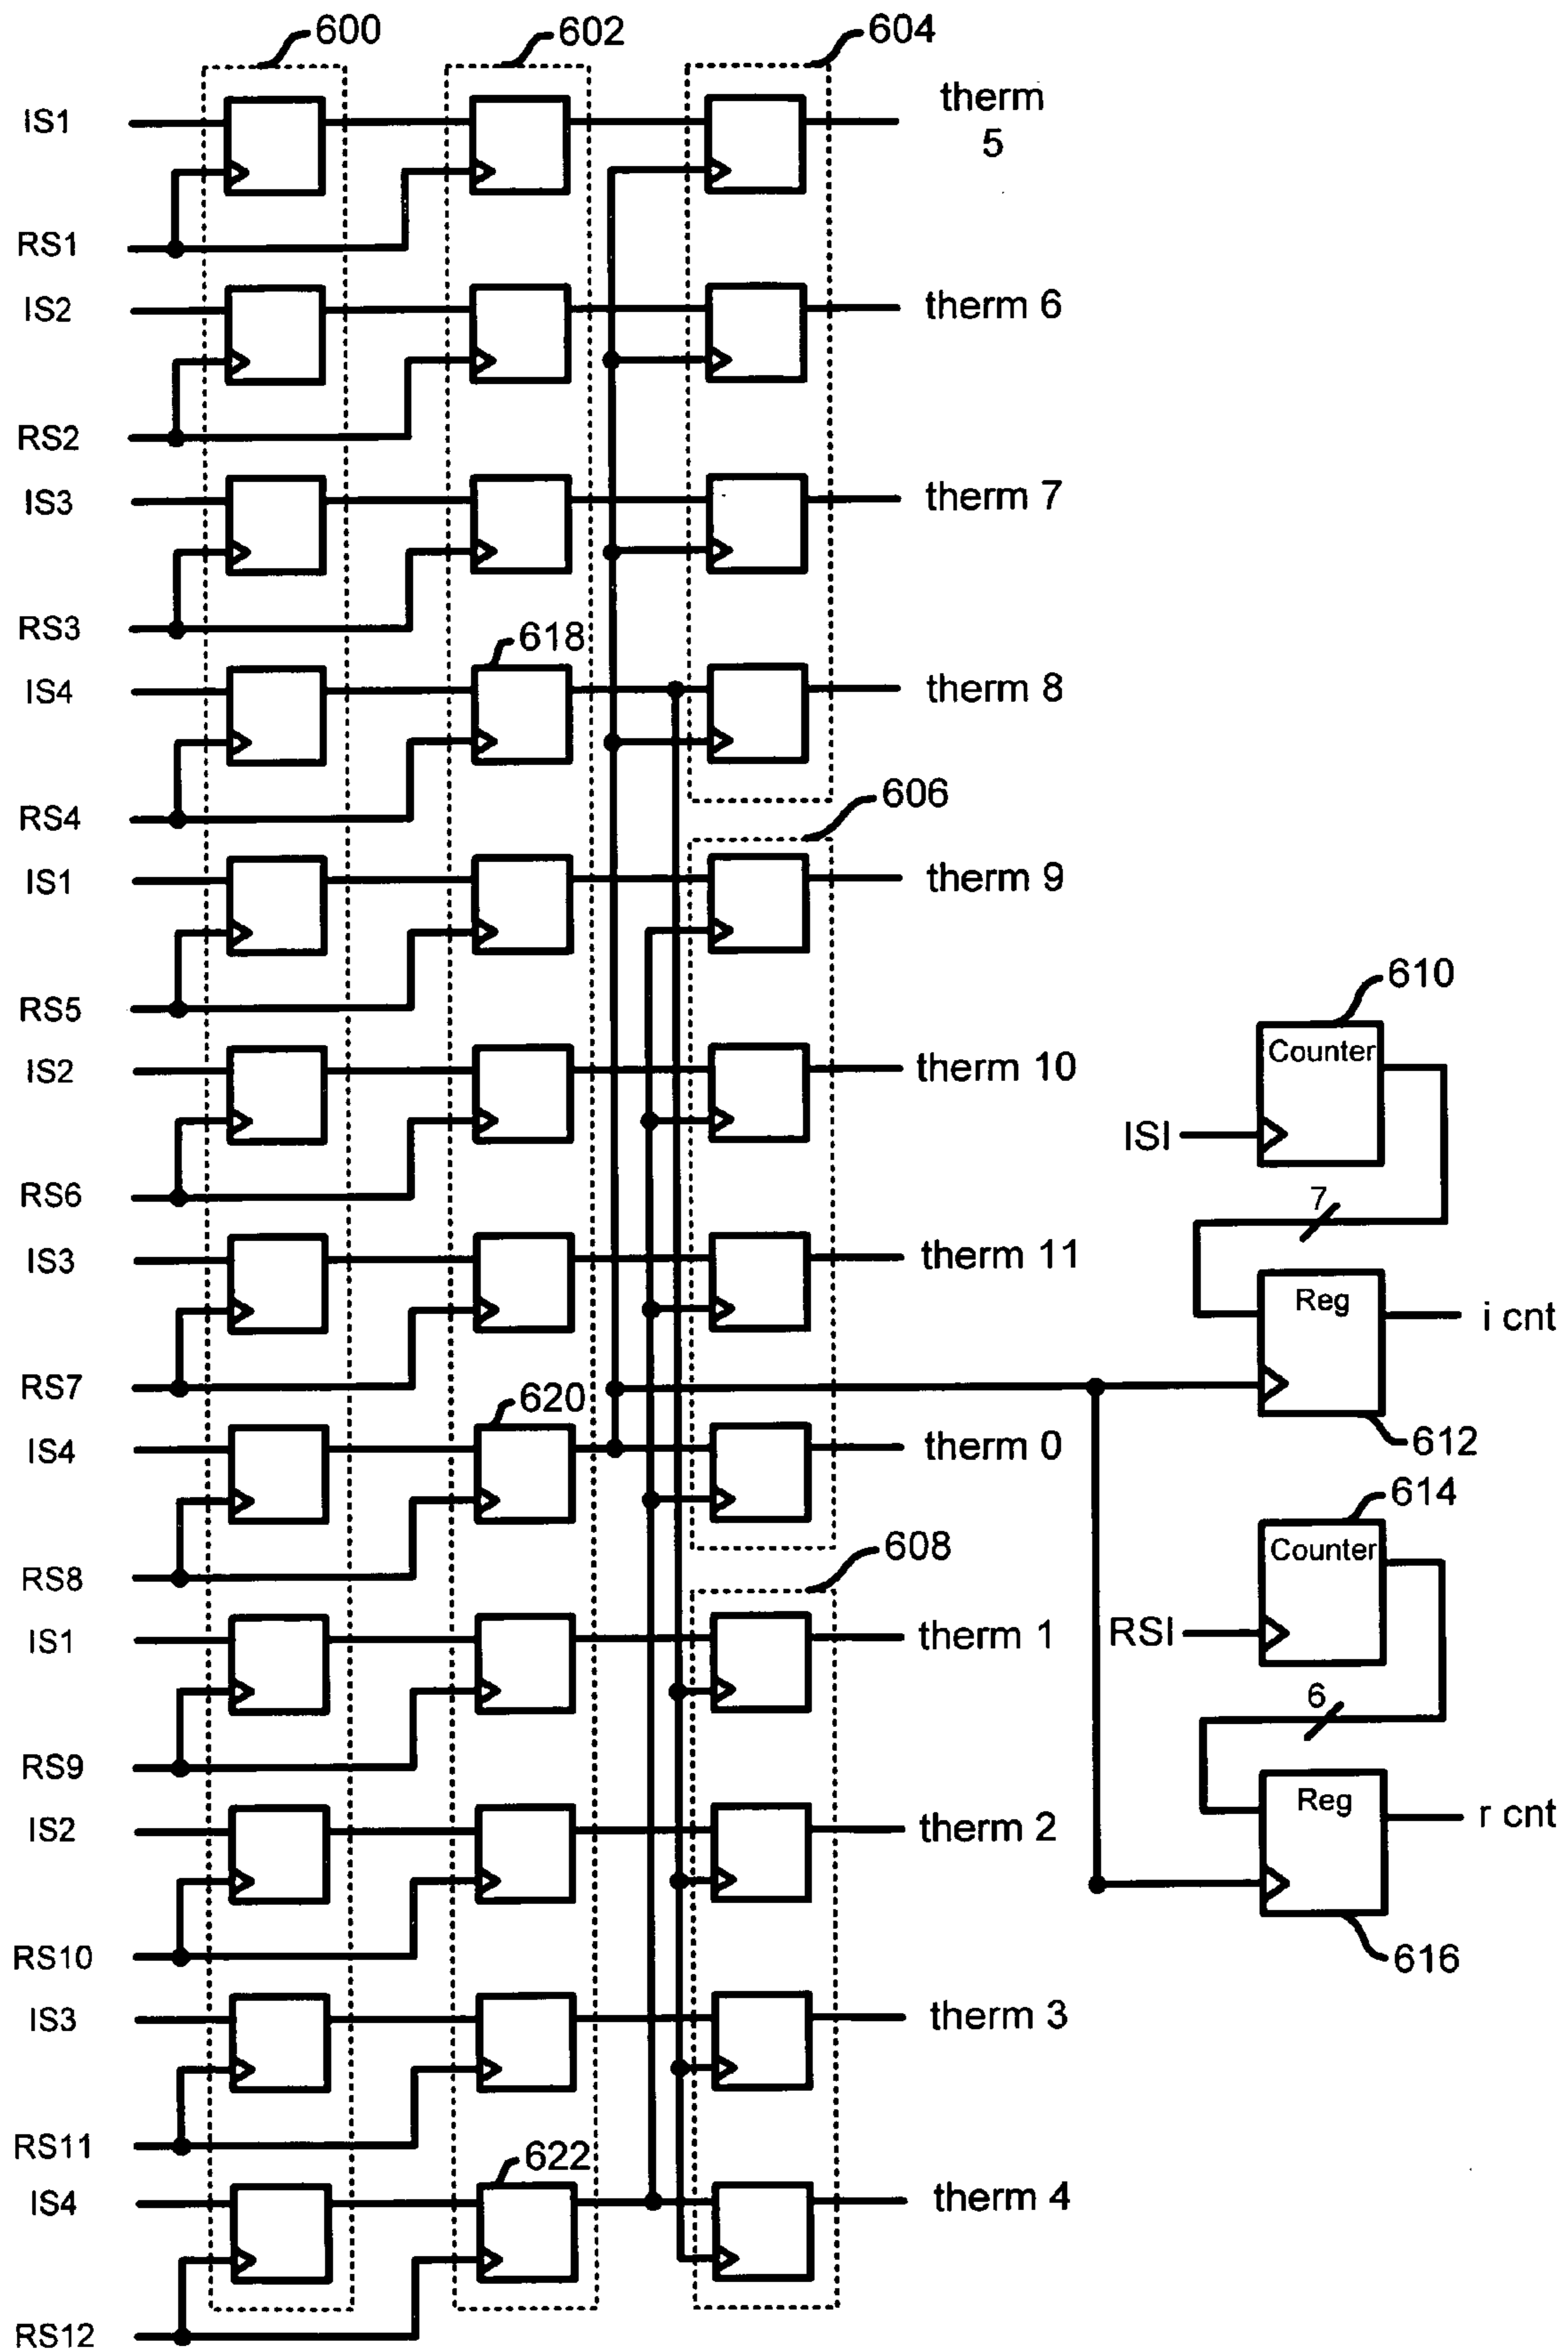 600
602
604
IS1
therm
5
RS1
IS2
therm 6
RS2
IS3
therm 7
RS3
618
IS4
therm 8
RS4
606
IS1
therm 9
RS5
610
Counter
IS2
therm 10
ISI
RS6
7
IS3
therm 11
Reg
i cnt
RS7
620
612
IS4
therm 0
614
Counter
RS8
608
IS1
therm 1
RSI
6
RS9
Reg
r cnt
IS2
therm 2
RS10
616
IS3
therm 3
RS11
622
IS4
therm 4
RS12